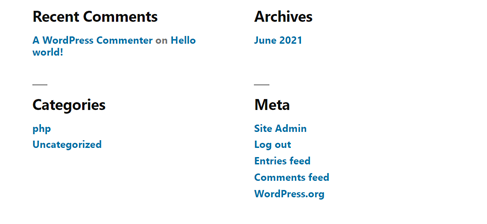 Recent Comments
A WordPress Commenter on Hello
world!
Archives
June 2021
Categories
php
Uncategorized
Meta
Site Admin
Log out
Entries feed
Comments feed
WordPress.org